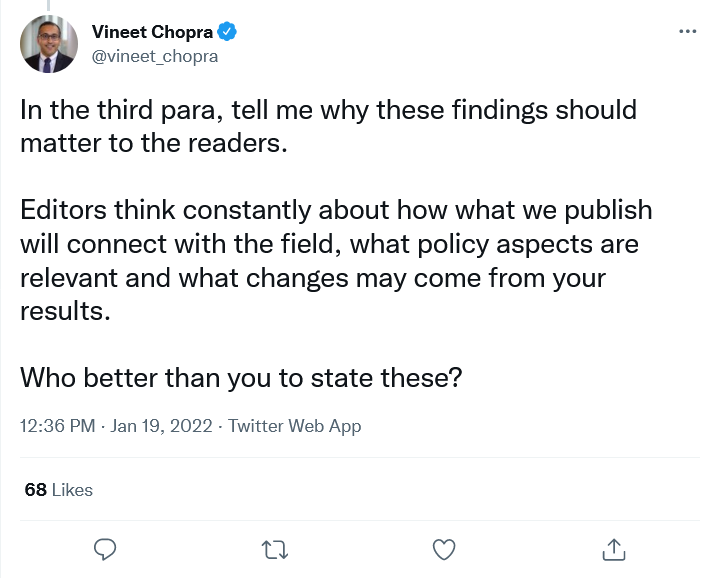 Vineet Chopra
@vineet_chopra
In the third para, tell me why these findings should
matter to the readers.
Editors think constantly about how what we publish
will connect with the field, what policy aspects are
relevant and what changes may come from your
results.
Who better than you to state these?
12:36 PM · Jan 19, 2022 · Twitter Web App
68 Likes